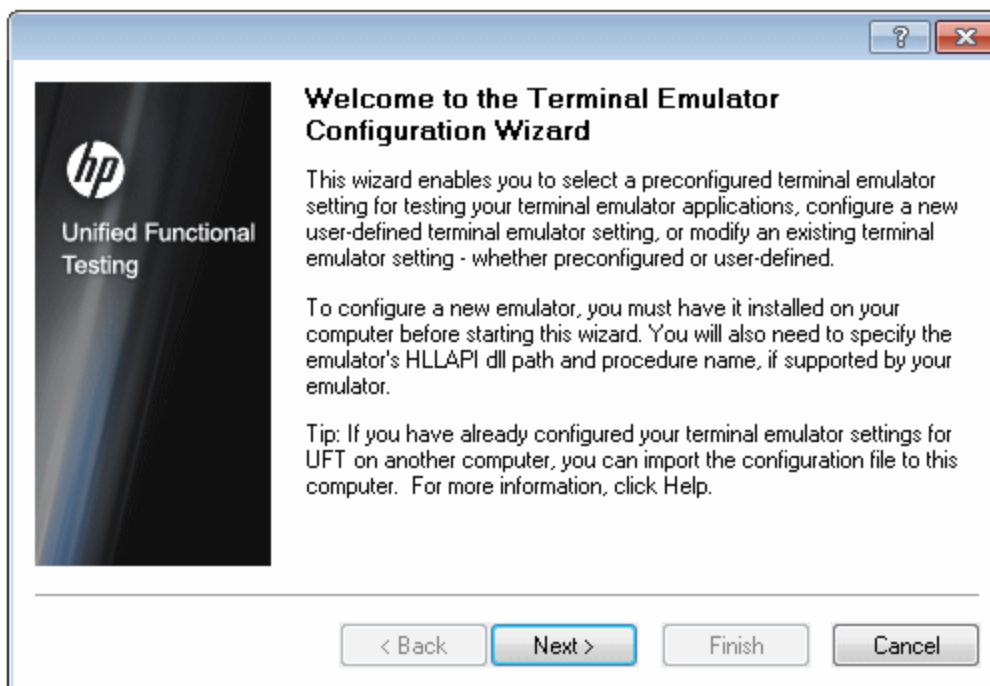 ?
X
hp
Unified Functional
Testing
Welcome to the Terminal Emulator
Configuration Wizard
This wizard enables you to select a preconfigured terminal emulator
setting for testing your terminal emulator applications, configure a new
user-defined terminal emulator setting, or modify an existing terminal
emulator setting - whether preconfigured or user-defined.
To configure a new emulator, you must have it installed on your
computer before starting this wizard. You will also need to specify the
emulator's HLLAPI dll path and procedure name, if supported by your
emulator.
Tip: If you have already configured your terminal emulator settings for
UFT on another computer, you can import the configuration file to this
computer.  For more information, click Help.
< Back
Next >
Finish
Cancel